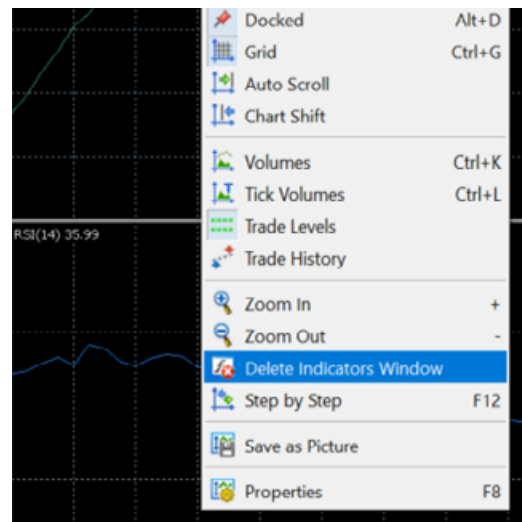 Docked Alt+D
Grid Ctrl+G
Auto Scroll
Chart Shift
Volumes Ctrl+K
Tick Volumes Ctrl+L
Trade Levels
RSI(14) 35.99
Trade History
Zoom In +
Zoom Out -
Delete Indicators Window
Step by Step F12
Save as Picture
Properties F8